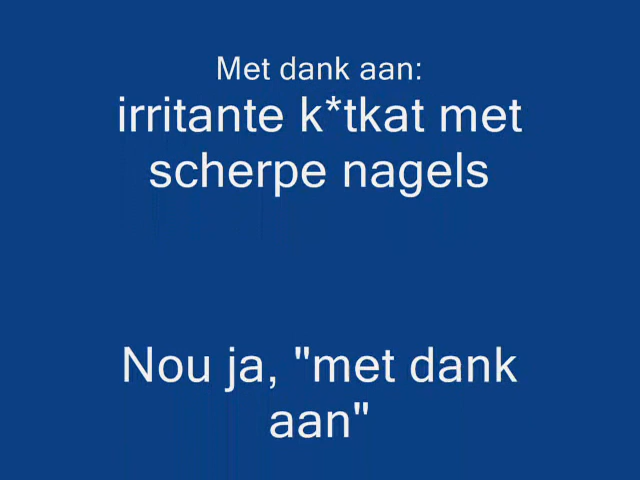 Met dank aan:
irritante k*tkat met
scherpe nagels
Nou ja, "met dank
aan"